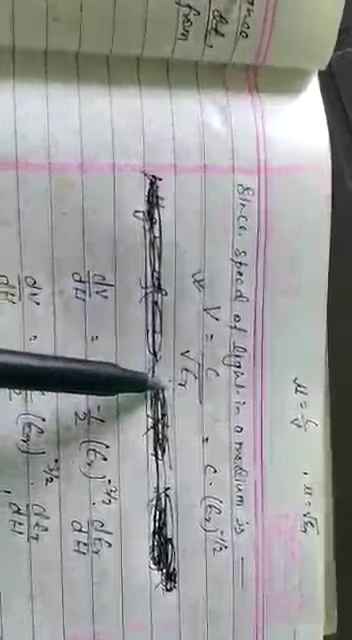 from
μ = c/v , μ = √εr
Since, speed of light in a medium is —
V = c/√εr = c · (εr)^-1/2
dv/dH = -1/2 (εr)^-3/2 · dεr/dH
dv/dH = (εr)^-3/2 · dεr/dH